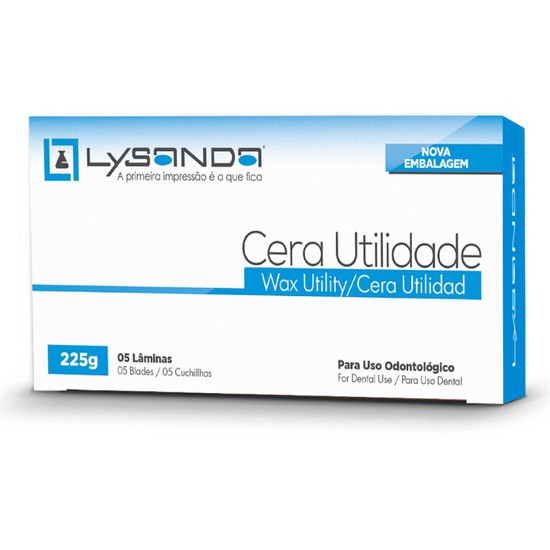 LYSANDA®
A primeira impressão é a que fica
NOVA
EMBALAGEM
Cera Utilidade
Wax Utility/Cera Utilidad
225g
05 Lâminas
05 Blades / 05 Cuchillhas
Para Uso Odontológico
For Dental Use / Para Uso Dental
LYSANDA